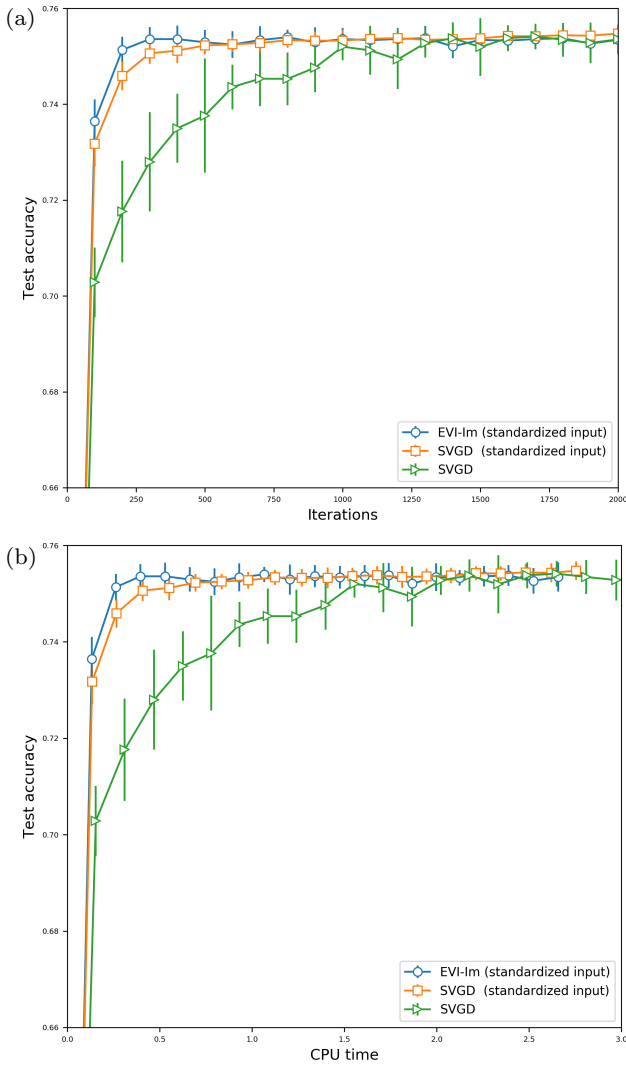 (a)
0.76
0.74
0.72
0.70
0.68
0.66
Test accuracy
EVI-Im (standardized input)
SVGD (standardized input)
SVGD
0 250 500 750 1000 1250 1500 1750 2000
Iterations
(b)
0.76
0.74
0.72
0.70
0.68
0.66
Test accuracy
EVI-Im (standardized input)
SVGD (standardized input)
SVGD
0.0 0.5 1.0 1.5 2.0 2.5 3.0
CPU time